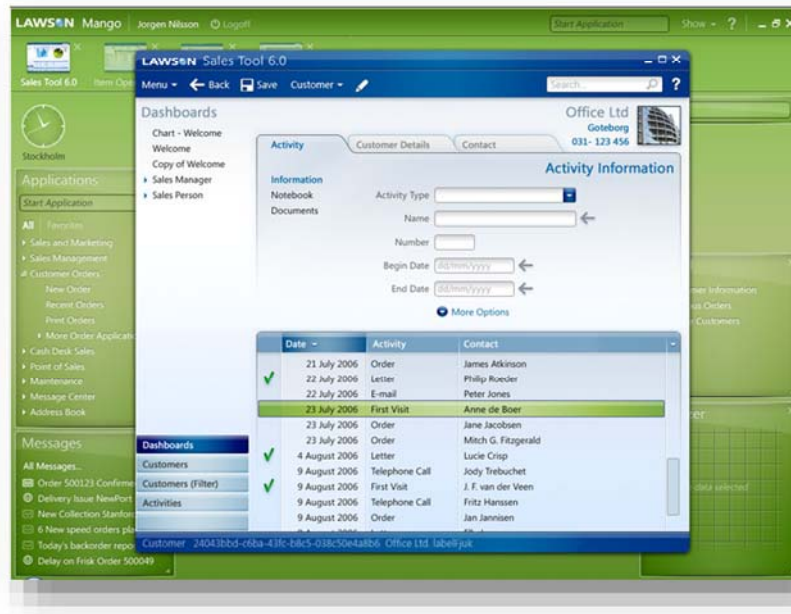 LAWSON Mango Jorgen Nilsson Logoff Start Application Show - ?
LAWSON Sales Tool 6.0
Sales Tool 6.0 Item Ope
Menu Back Save Customer Search... ?
Stockholm
Applications
Start Application
All Favorites
Sales and Marketing
Sales Management
Customer Orders
New Order
Recent Orders
Print Orders
More Order Applicati
Cash Desk Sales
Point of Sales
Maintenance
Message Center
Address Book
Messages
All Messages...
Order 500123 Confirme
Delivery Issue NewPort
New Collection Stanfor
6 New speed orders pla
Today's backorder repo
Delay on Frisk Order 500049
Dashboards
Chart - Welcome
Welcome
Copy of Welcome
Sales Manager
Sales Person
Dashboards
Customers
Customers (Filter)
Activities
Office Ltd
Goteborg
031- 123 456
Activity Customer Details Contact
Activity Information
Information
Notebook
Documents
Activity Type
Name
Number
Begin Date dd/mm/yyyy
End Date dd/mm/yyyy
More Options
Date Activity Contact
21 July 2006 Order James Atkinson
22 July 2006 Letter Philip Roeder
22 July 2006 E-mail Peter Jones
23 July 2006 First Visit Anne de Boer
23 July 2006 Order Jane Jacobsen
23 July 2006 Order Mitch G. Fitzgerald
4 August 2006 Letter Lucie Crisp
9 August 2006 Telephone Call Jody Trebuchet
9 August 2006 First Visit J. F. van der Veen
9 August 2006 Telephone Call Fritz Hanssen
9 August 2006 Order Jan Jannisen
Customer 24043bbd-c6ba-43fc-b8c5-038c50e4a8b6 Office Ltd labelFjuk
mer Information
us Orders
Customers
data selected